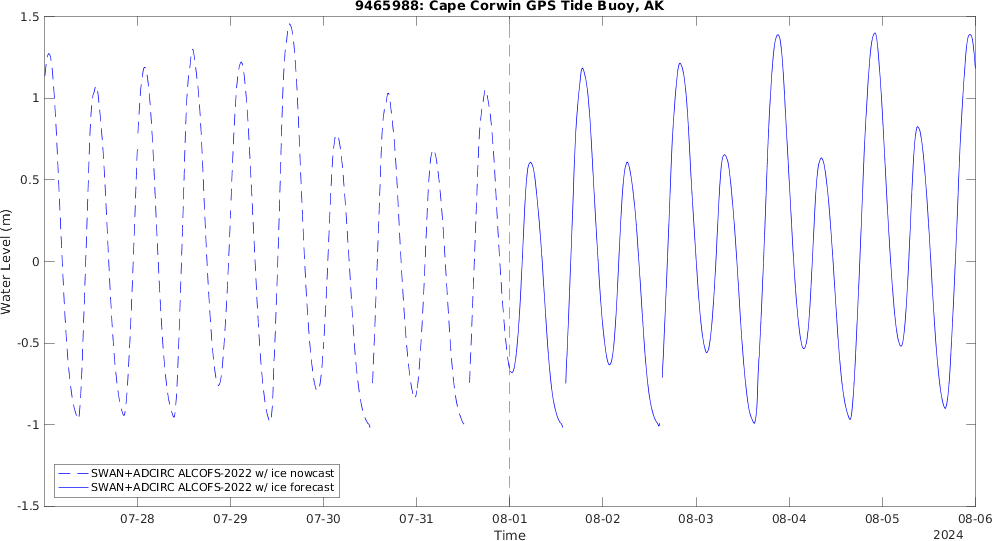 9465988: Cape Corwin GPS Tide Buoy, AK
1.5
1
0.5
0
-0.5
-1
-1.5
Water Level (m)
SWAN+ADCIRC ALCOFS-2022 w/ ice nowcast
SWAN+ADCIRC ALCOFS-2022 w/ ice forecast
07-28 07-29 07-30 07-31 08-01 08-02 08-03 08-04 08-05 08-06
Time
2024